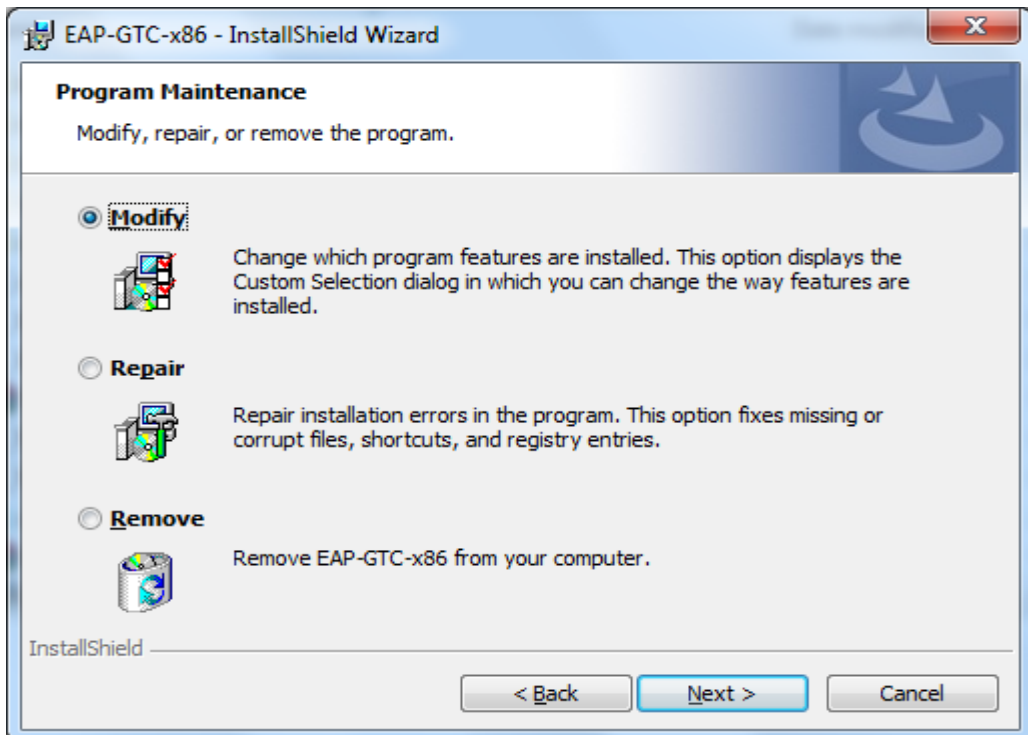 EAP-GTC-x86 - InstallShield Wizard
Program Maintenance
Modify, repair, or remove the program.
Modify
Change which program features are installed. This option displays the
Custom Selection dialog in which you can change the way features are
installed.
Repair
Repair installation errors in the program. This option fixes missing or
corrupt files, shortcuts, and registry entries.
Remove
Remove EAP-GTC-x86 from your computer.
InstallShield
< Back Next > Cancel